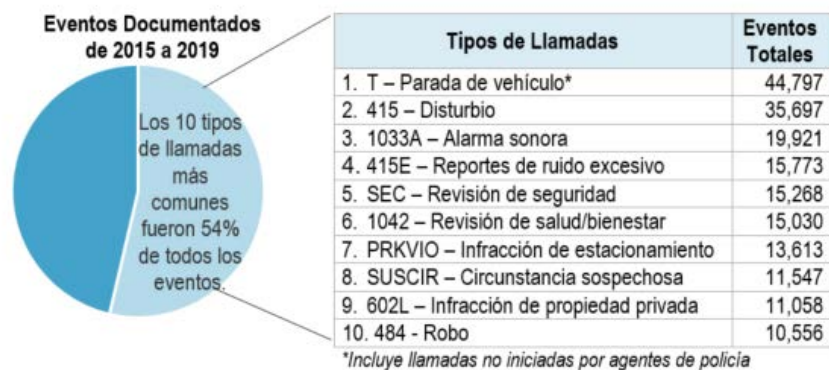 Eventos Documentados
de 2015 a 2019
Los 10 tipos
de llamadas
más
comunes
fueron 54%
de todos los
eventos.
Tipos de Llamadas Eventos Totales
1. T – Parada de vehículo* 44,797
2. 415 – Disturbio 35,697
3. 1033A – Alarma sonora 19,921
4. 415E – Reportes de ruido excesivo 15,773
5. SEC – Revisión de seguridad 15,268
6. 1042 – Revisión de salud/bienestar 15,030
7. PRKVIO – Infracción de estacionamiento 13,613
8. SUSCIR – Circunstancia sospechosa 11,547
9. 602L – Infracción de propiedad privada 11,058
10. 484 - Robo 10,556
*Incluye llamadas no iniciadas por agentes de policía